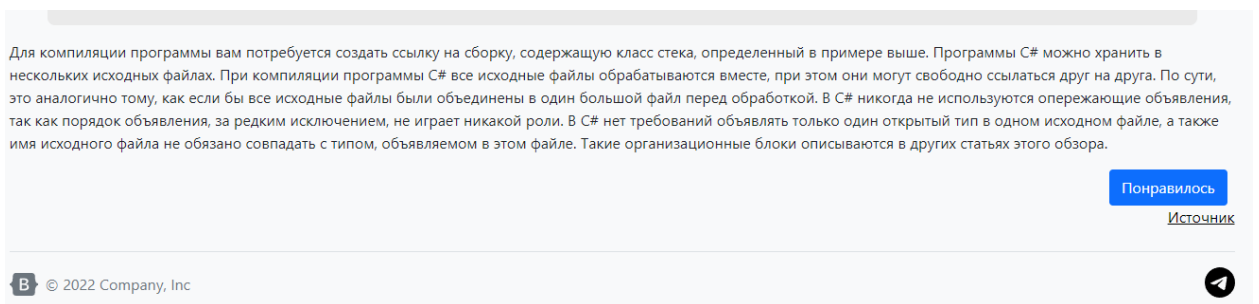 Для компиляции программы вам потребуется создать ссылку на сборку, содержащую класс стека, определенный в примере выше. Программы C# можно хранить в
нескольких исходных файлах. При компиляции программы C# все исходные файлы обрабатываются вместе, при этом они могут свободно ссылаться друг на друга. По сути,
это аналогично тому, как если бы все исходные файлы были объединены в один большой файл перед обработкой. В C# никогда не используются опережающие объявления,
так как порядок объявления, за редким исключением, не играет никакой роли. В C# нет требований объявлять только один открытый тип в одном исходном файле, а также
имя исходного файла не обязано совпадать с типом, объявляемом в этом файле. Такие организационные блоки описываются в других статьях этого обзора.
Понравилось
Источник
B © 2022 Company, Inc